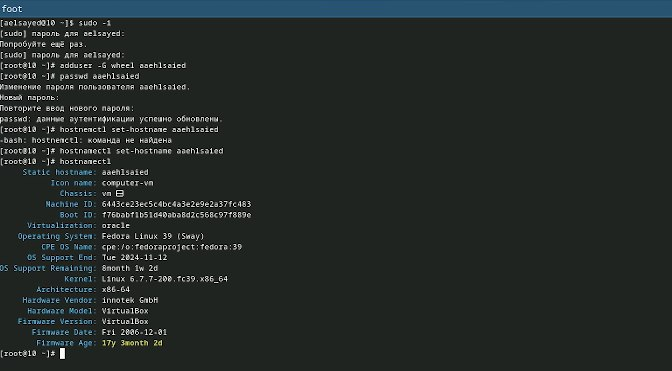 foot
[aelsayed@10 ~]$ sudo -i
[sudo] пароль для aelsayed:
Попробуйте ещё раз.
[sudo] пароль для aelsayed:
[root@10 ~]# adduser -G wheel aaehlsaied
[root@10 ~]# passwd aaehlsaied
Изменение пароля пользователя aaehlsaied.
Новый пароль:
Повторите ввод нового пароля:
passwd: данные аутентификации успешно обновлены.
[root@10 ~]# hostnemctl set-hostname aaehlsaied
-bash: hostnemctl: команда не найдена
[root@10 ~]# hostnamectl set-hostname aaehlsaied
[root@10 ~]# hostnamectl
Static hostname: aaehlsaied
Icon name: computer-vm
Chassis: vm
Machine ID: 6443ce23ec5c4bc4a3e2e9e2a37fc483
Boot ID: f76babf1b51d40aba8d2c568c97f889e
Virtualization: oracle
Operating System: Fedora Linux 39 (Sway)
CPE OS Name: cpe:/o:fedoraproject:fedora:39
OS Support End: Tue 2024-11-12
OS Support Remaining: 8month 1w 2d
Kernel: Linux 6.7.7-200.fc39.x86_64
Architecture: x86-64
Hardware Vendor: innotek GmbH
Hardware Model: VirtualBox
Firmware Version: VirtualBox
Firmware Date: Fri 2006-12-01
Firmware Age: 17y 3month 2d
[root@10 ~]#